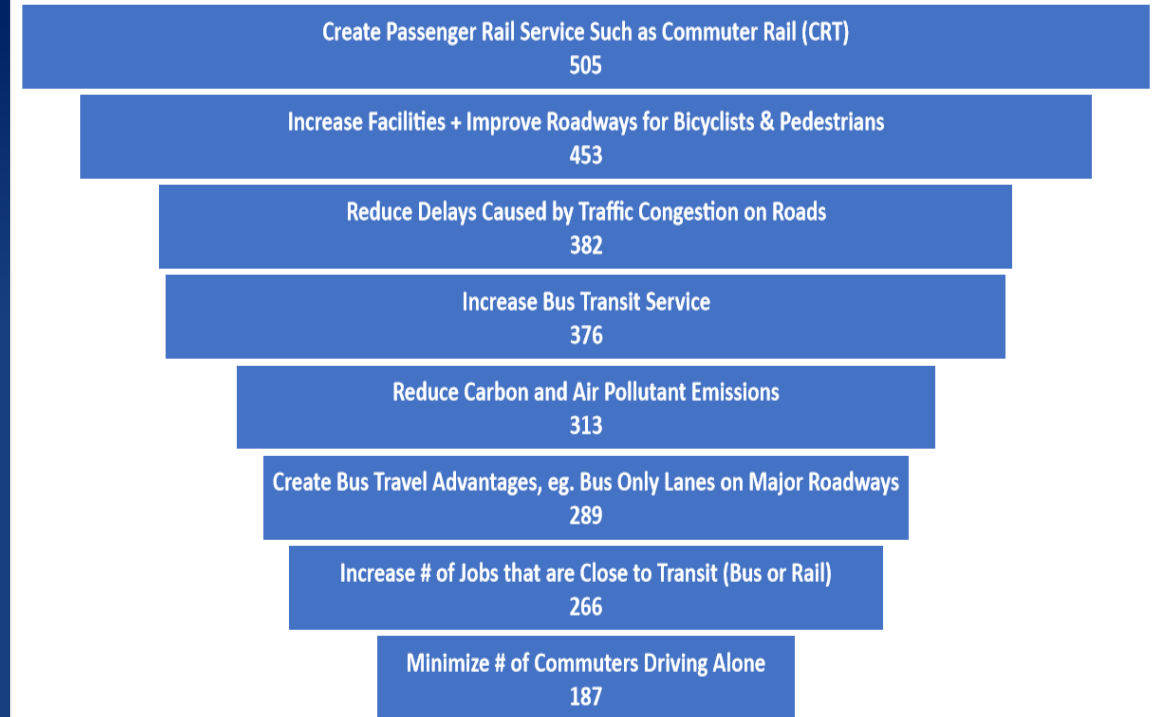 Create Passenger Rail Service Such as Commuter Rail (CRT)
505
Increase Facilities + Improve Roadways for Bicyclists & Pedestrians
453
Reduce Delays Caused by Traffic Congestion on Roads
382
Increase Bus Transit Service
376
Reduce Carbon and Air Pollutant Emissions
313
Create Bus Travel Advantages, eg. Bus Only Lanes on Major Roadways
289
Increase # of Jobs that are Close to Transit (Bus or Rail)
266
Minimize # of Commuters Driving Alone
187